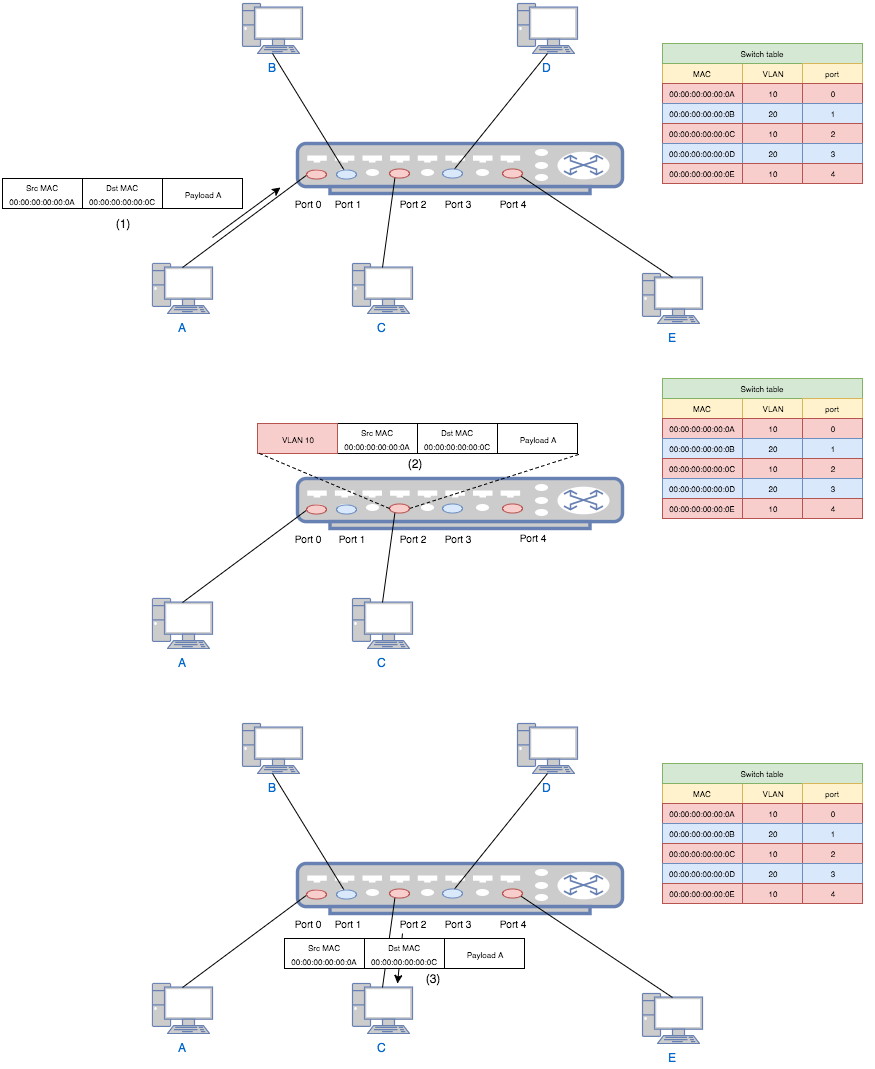 B
D
Switch table
MAC VLAN port
00:00:00:00:00:0A 10 0
00:00:00:00:00:0B 20 1
00:00:00:00:00:0C 10 2
00:00:00:00:00:0D 20 3
00:00:00:00:00:0E 10 4
Src MAC Dst MAC Payload A
00:00:00:00:00:0A 00:00:00:00:00:0C
(1)
Port 0 Port 1 Port 2 Port 3 Port 4
A
C
E
Switch table
MAC VLAN port
00:00:00:00:00:0A 10 0
00:00:00:00:00:0B 20 1
00:00:00:00:00:0C 10 2
00:00:00:00:00:0D 20 3
00:00:00:00:00:0E 10 4
VLAN 10 Src MAC Dst MAC Payload A
00:00:00:00:00:0A 00:00:00:00:00:0C
(2)
Port 0 Port 1 Port 2 Port 3 Port 4
A
C
B
D
Switch table
MAC VLAN port
00:00:00:00:00:0A 10 0
00:00:00:00:00:0B 20 1
00:00:00:00:00:0C 10 2
00:00:00:00:00:0D 20 3
00:00:00:00:00:0E 10 4
Port 0 Port 1 Port 2 Port 3 Port 4
Src MAC Dst MAC Payload A
00:00:00:00:00:0A 00:00:00:00:00:0C
(3)
A
C
E